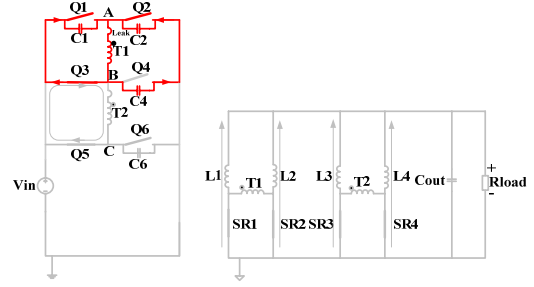 Q1 A Q2
C1 Leak C2
T1
Q3 B Q4
C4
T2
Q5 C Q6
C6
Vin
L1 T1 L2 L3 T2 L4 Cout + Rload -
SR1 SR2 SR3 SR4